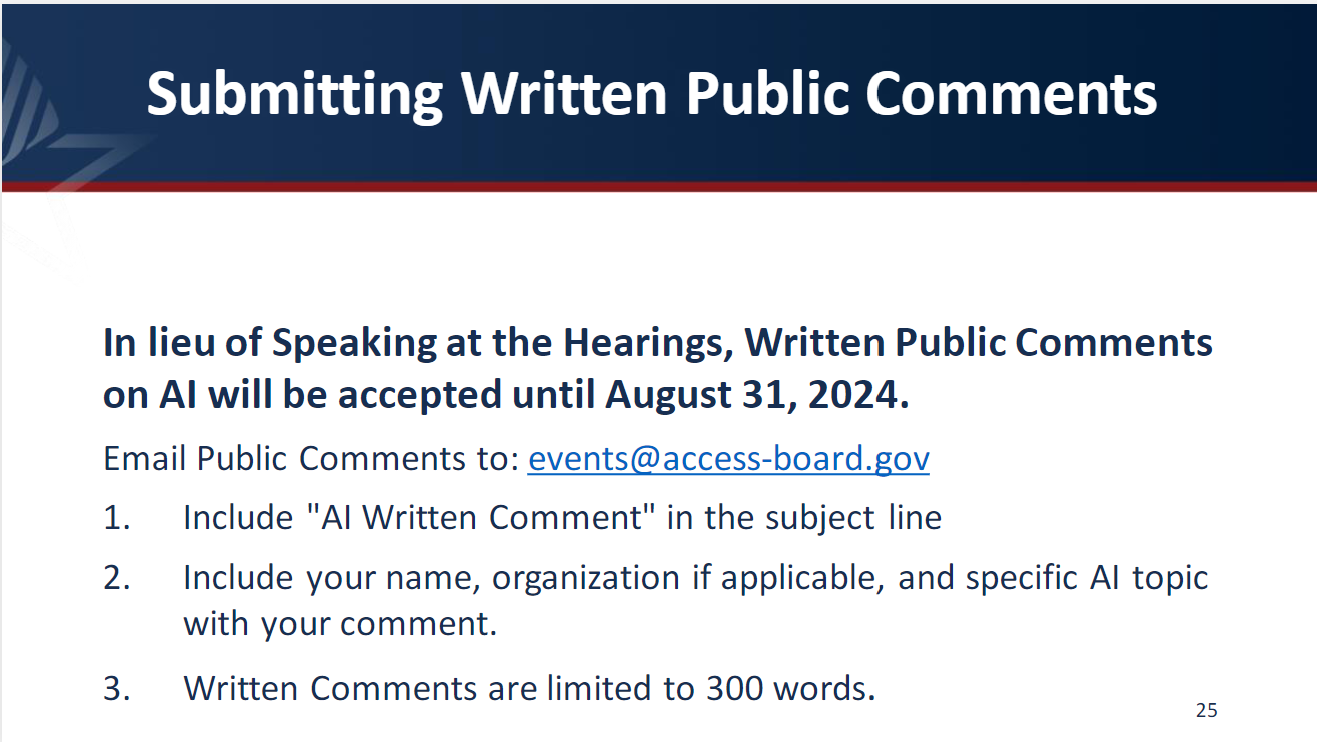 Submitting Written Public Comments
In lieu of Speaking at the Hearings, Written Public Comments
on AI will be accepted until August 31, 2024.
Email Public Comments to: events@access-board.gov
1. Include "AI Written Comment" in the subject line
2. Include your name, organization if applicable, and specific AI topic
with your comment.
3. Written Comments are limited to 300 words.
25